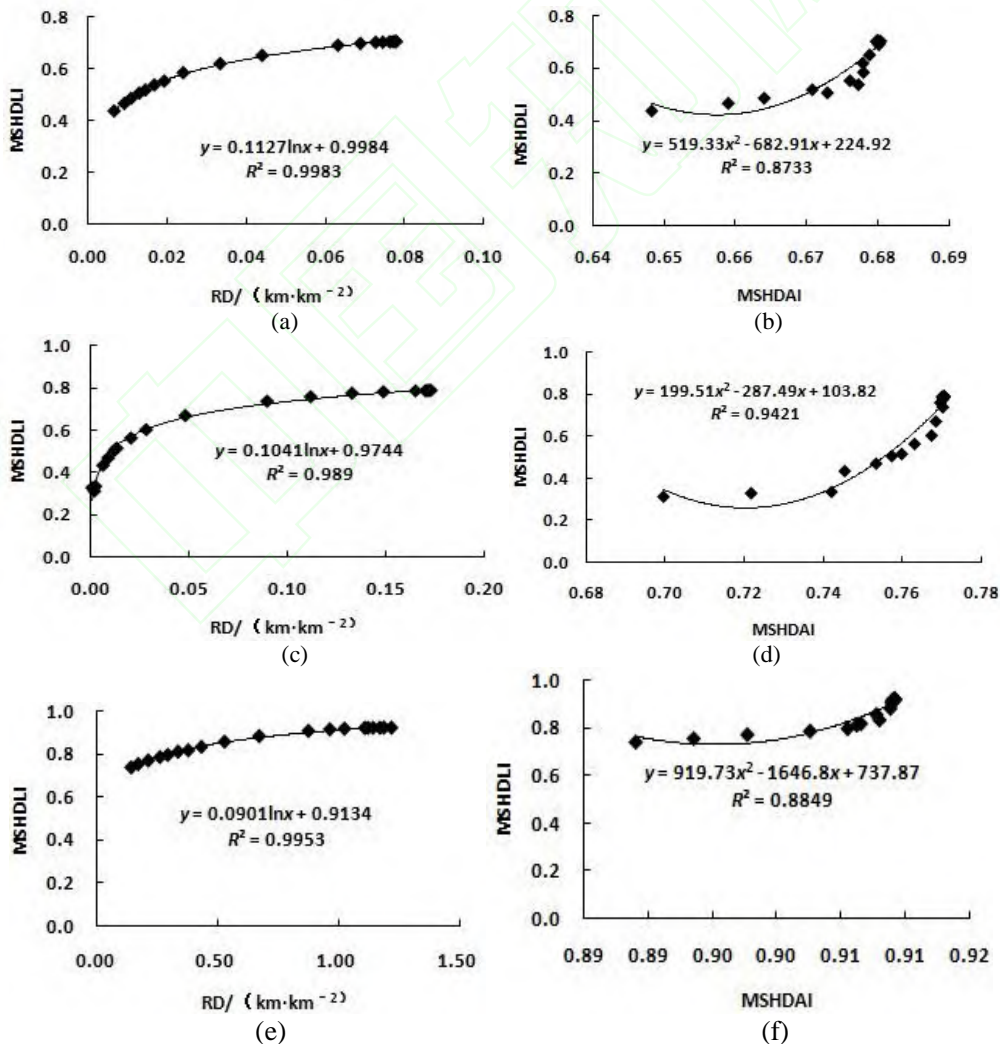 0.8
0.6
0.4
0.2
0.0
MSHDLI
y = 0.1127lnx + 0.9984
R² = 0.9983
0.00 0.02 0.04 0.06 0.08 0.10
RD/ (km·km⁻²)
(a)
0.8
0.6
0.4
0.2
0.0
MSHDLI
y = 519.33x² - 682.91x + 224.92
R² = 0.8733
0.64 0.65 0.66 0.67 0.68 0.69
MSHDAI
(b)
1.0
0.8
0.6
0.4
0.2
0.0
MSHDLI
y = 0.1041lnx + 0.9744
R² = 0.989
0.00 0.05 0.10 0.15 0.20
RD/ (km·km⁻²)
(c)
1.0
0.8
0.6
0.4
0.2
0.0
MSHDLI
y = 199.51x² - 287.49x + 103.82
R² = 0.9421
0.68 0.70 0.72 0.74 0.76 0.78
MSHDAI
(d)
1.0
0.8
0.6
0.4
0.2
0.0
MSHDLI
y = 0.0901lnx + 0.9134
R² = 0.9953
0.00 0.50 1.00 1.50
RD/ (km·km⁻²)
(e)
1.0
0.8
0.6
0.4
0.2
0.0
MSHDLI
y = 919.73x² - 1646.8x + 737.87
R² = 0.8849
0.89 0.89 0.90 0.90 0.91 0.91 0.92
MSHDAI
(f)